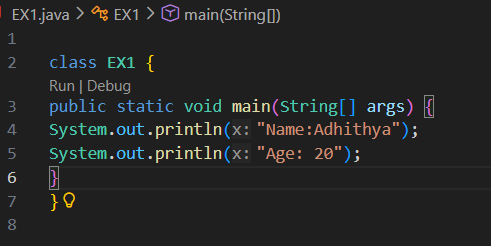 EX1.java > EX1 > main(String[])
1
2 class EX1 {
Run | Debug
3 public static void main(String[] args) {
4 System.out.println(x: "Name:Adhithya");
5 System.out.println(x: "Age: 20");
6 }
7 }
8